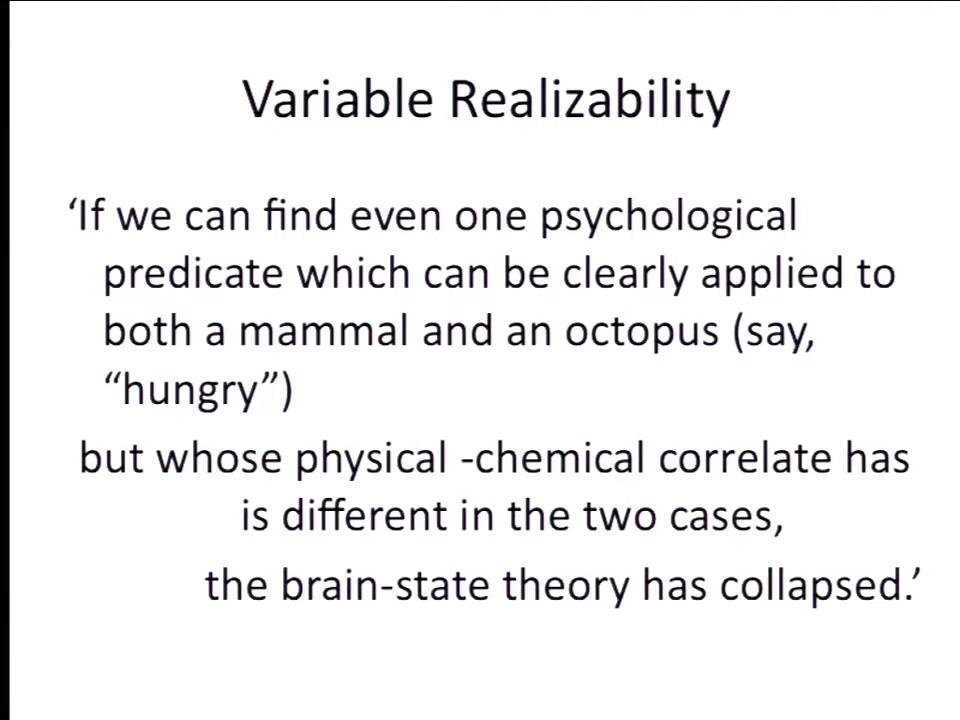 Variable Realizability
‘If we can find even one psychological
predicate which can be clearly applied to
both a mammal and an octopus (say,
“hungry”)
but whose physical -chemical correlate has
is different in the two cases,
the brain-state theory has collapsed.’